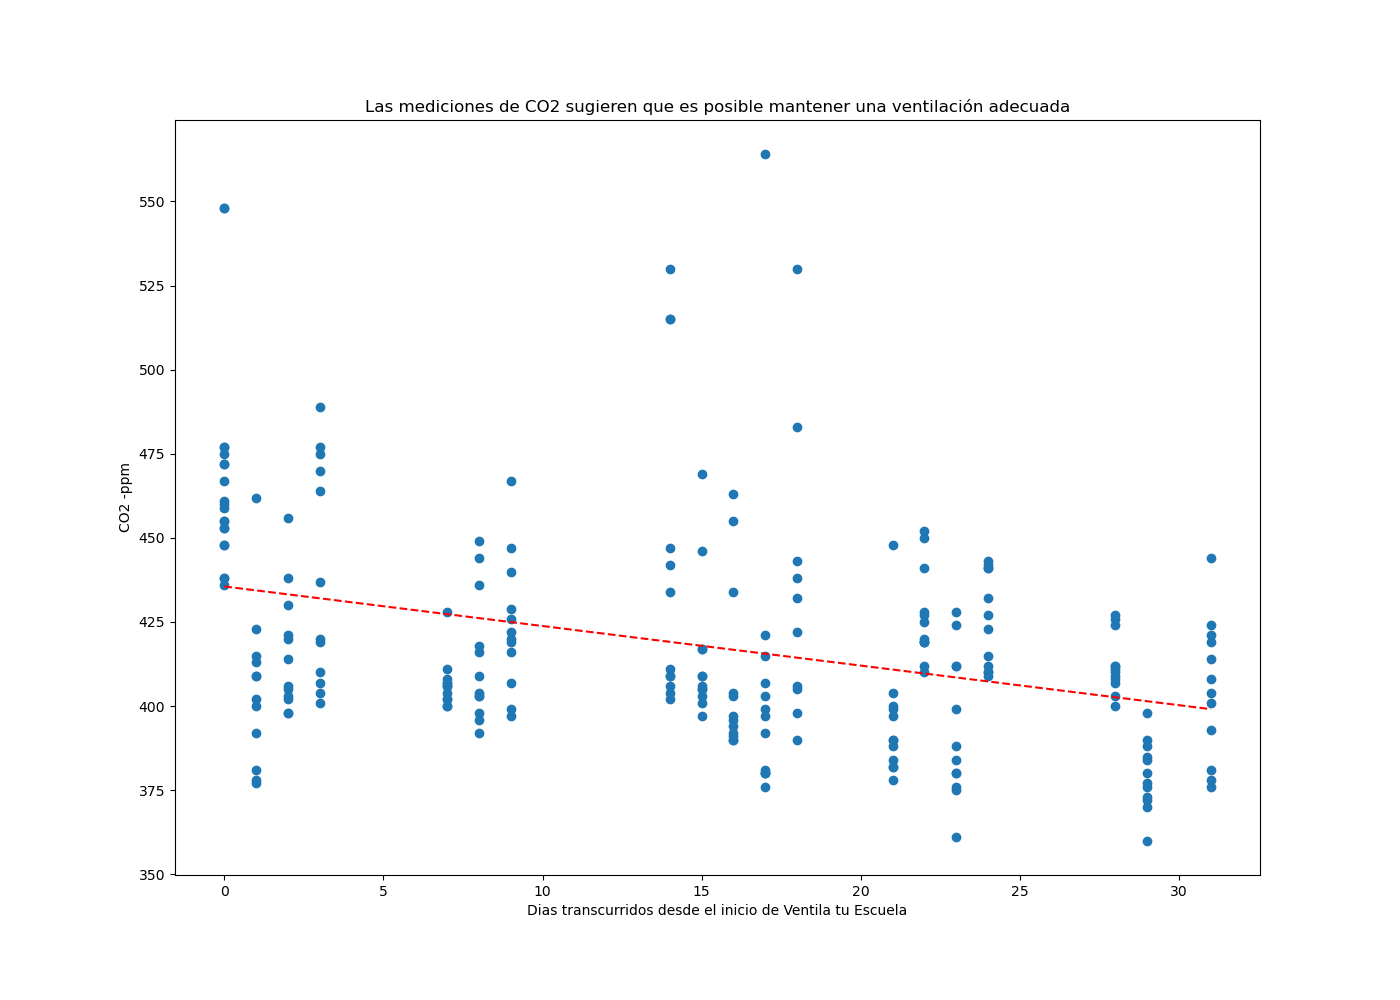 Las mediciones de CO2 sugieren que es posible mantener una ventilación adecuada
550
525
500
475
450
425
400
375
350
CO2 -ppm
0 5 10 15 20 25 30
Dias transcurridos desde el inicio de Ventila tu Escuela